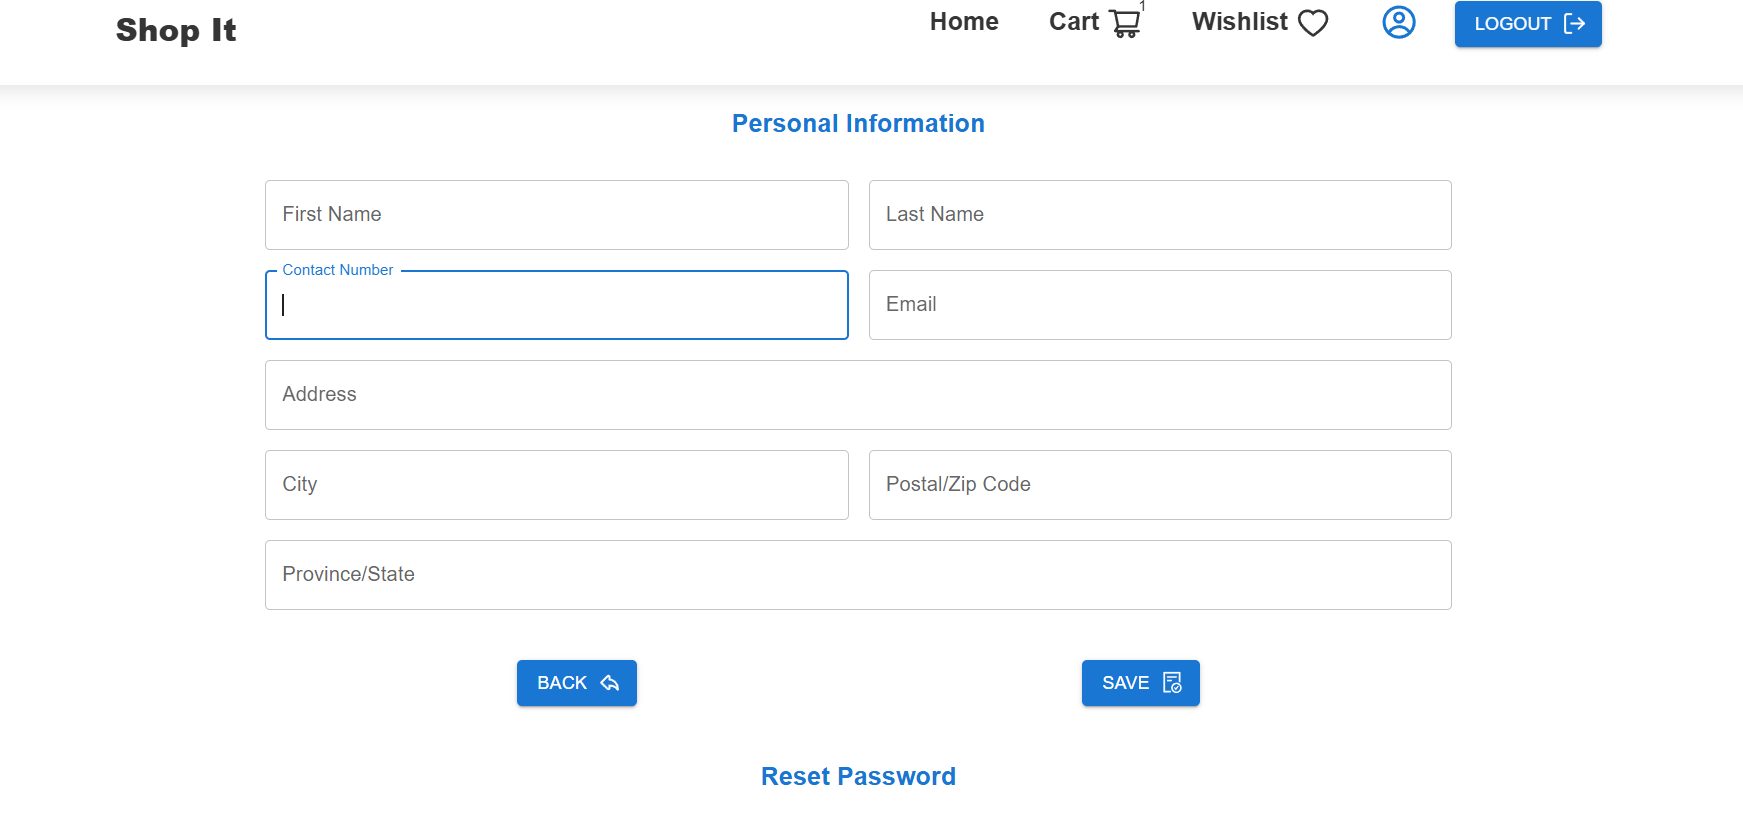 Shop It
Home
Cart
1
Wishlist
LOGOUT
Personal Information
First Name
Last Name
Contact Number
Email
Address
City
Postal/Zip Code
Province/State
BACK
SAVE
Reset Password